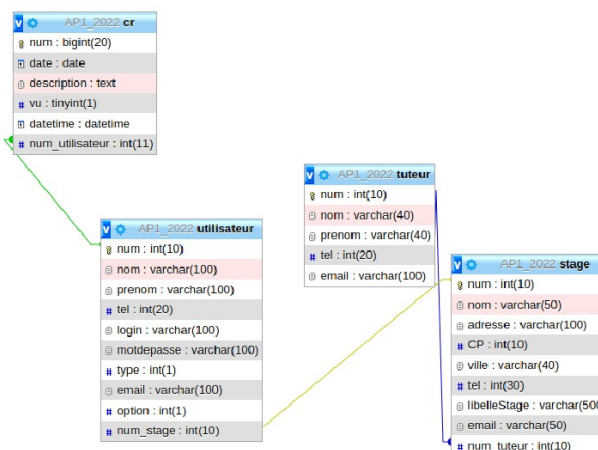 AP1_2022 cr
num : bigint(20)
date : date
description : text
vu : tinyint(1)
datetime : datetime
num_utilisateur : int(11)
AP1_2022 tuteur
num : int(10)
nom : varchar(40)
prenom : varchar(40)
tel : int(20)
email : varchar(100)
AP1_2022 utilisateur
num : int(10)
nom : varchar(100)
prenom : varchar(100)
tel : int(20)
login : varchar(100)
motdepasse : varchar(100)
type : int(1)
email : varchar(100)
option : int(1)
num_stage : int(10)
AP1_2022 stage
num : int(10)
nom : varchar(50)
adresse : varchar(100)
CP : int(10)
ville : varchar(40)
tel : int(30)
libelleStage : varchar(500
email : varchar(50)
num_tuteur : int(10)